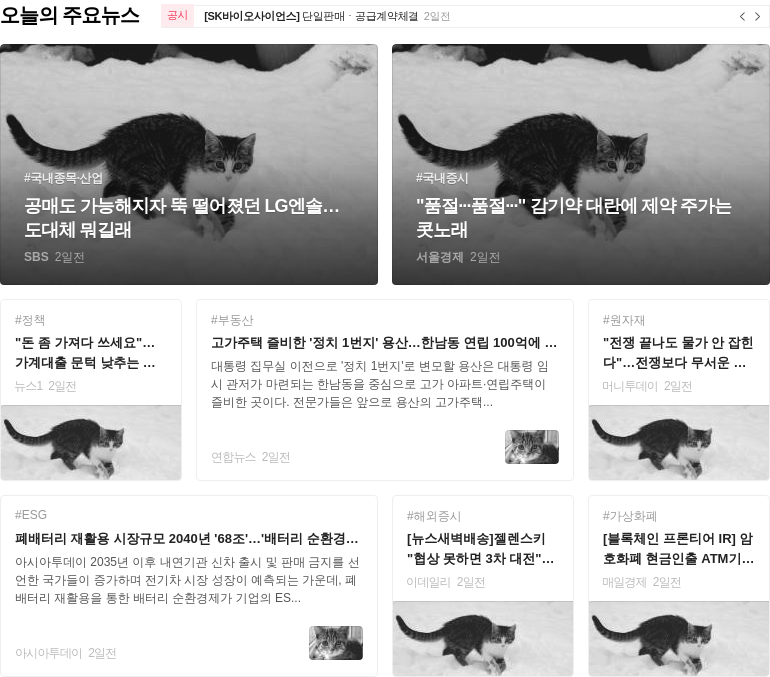 오늘의 주요뉴스
공시 [SK바이오사이언스] 단일판매ㆍ공급계약체결 2일전
#국내종목·산업
공매도 가능해지자 뚝 떨어졌던 LG엔솔…
도대체 뭐길래
SBS 2일전
#국내증시
"품절···품절···" 감기약 대란에 제약 주가는
콧노래
서울경제 2일전
#정책
"돈 좀 가져다 쓰세요"…
가계대출 문턱 낮추는 …
뉴스1 2일전
#부동산
고가주택 즐비한 '정치 1번지' 용산…한남동 연립 100억에 …
대통령 집무실 이전으로 '정치 1번지'로 변모할 용산은 대통령 임
시 관저가 마련되는 한남동을 중심으로 고가 아파트·연립주택이
즐비한 곳이다. 전문가들은 앞으로 용산의 고가주택...
연합뉴스 2일전
#원자재
"전쟁 끝나도 물가 안 잡힌
다"…전쟁보다 무서운 …
머니투데이 2일전
#ESG
폐배터리 재활용 시장규모 2040년 '68조'…'배터리 순환경…
아시아투데이 2035년 이후 내연기관 신차 출시 및 판매 금지를 선
언한 국가들이 증가하며 전기차 시장 성장이 예측되는 가운데, 폐
배터리 재활용을 통한 배터리 순환경제가 기업의 ES...
아시아투데이 2일전
#해외증시
[뉴스새벽배송]젤렌스키
"협상 못하면 3차 대전"…
이데일리 2일전
#가상화폐
[블록체인 프론티어 IR] 암
호화폐 현금인출 ATM기…
매일경제 2일전